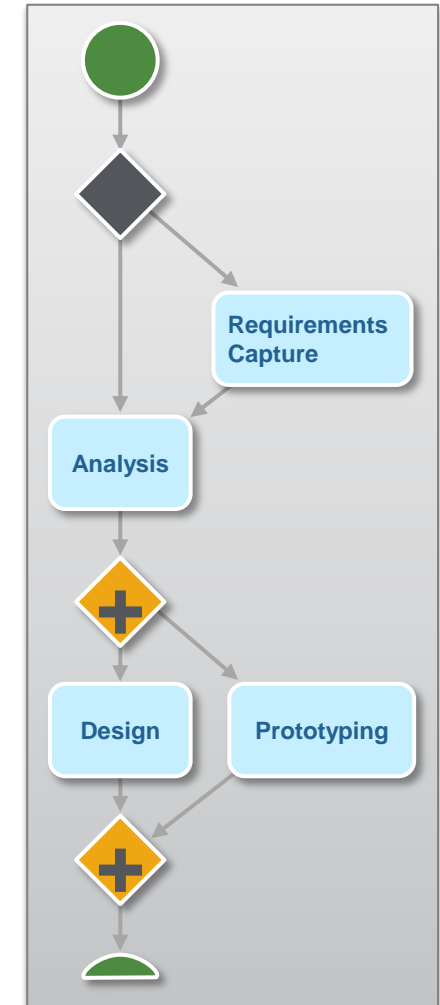 Requirements
Capture
Analysis
Design
Prototyping